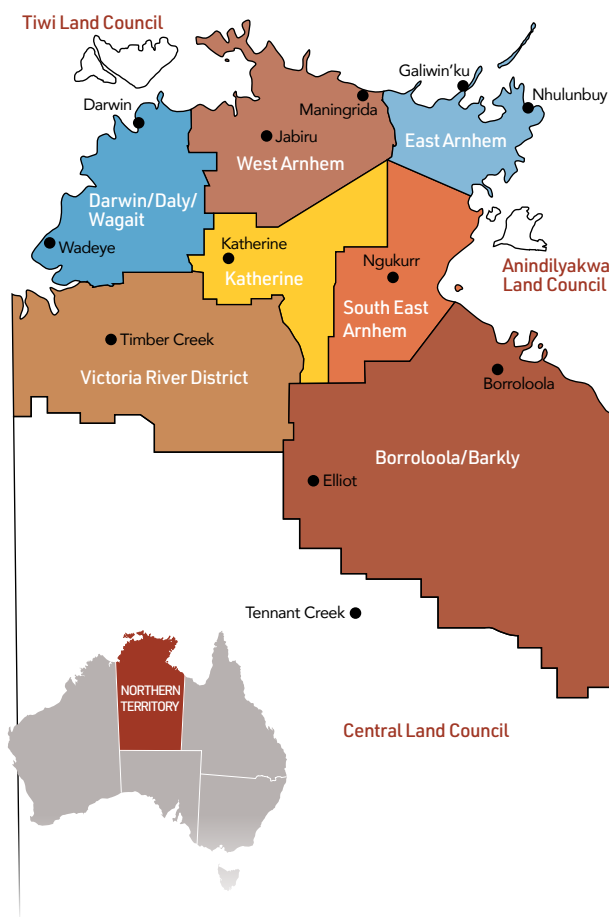 Tiwi Land Council
Galiwin'ku
Darwin
Maningrida
Nhulunbuy
Jabiru
East Arnhem
West Arnhem
Darwin/Daly/
Wagait
Wadeye
Katherine
Katherine
Ngukurr
Anindilyakwa
Land Council
South East
Arnhem
Timber Creek
Victoria River District
Borroloola
Borroloola/Barkly
Elliot
Tennant Creek
NORTHERN
TERRITORY
Central Land Council